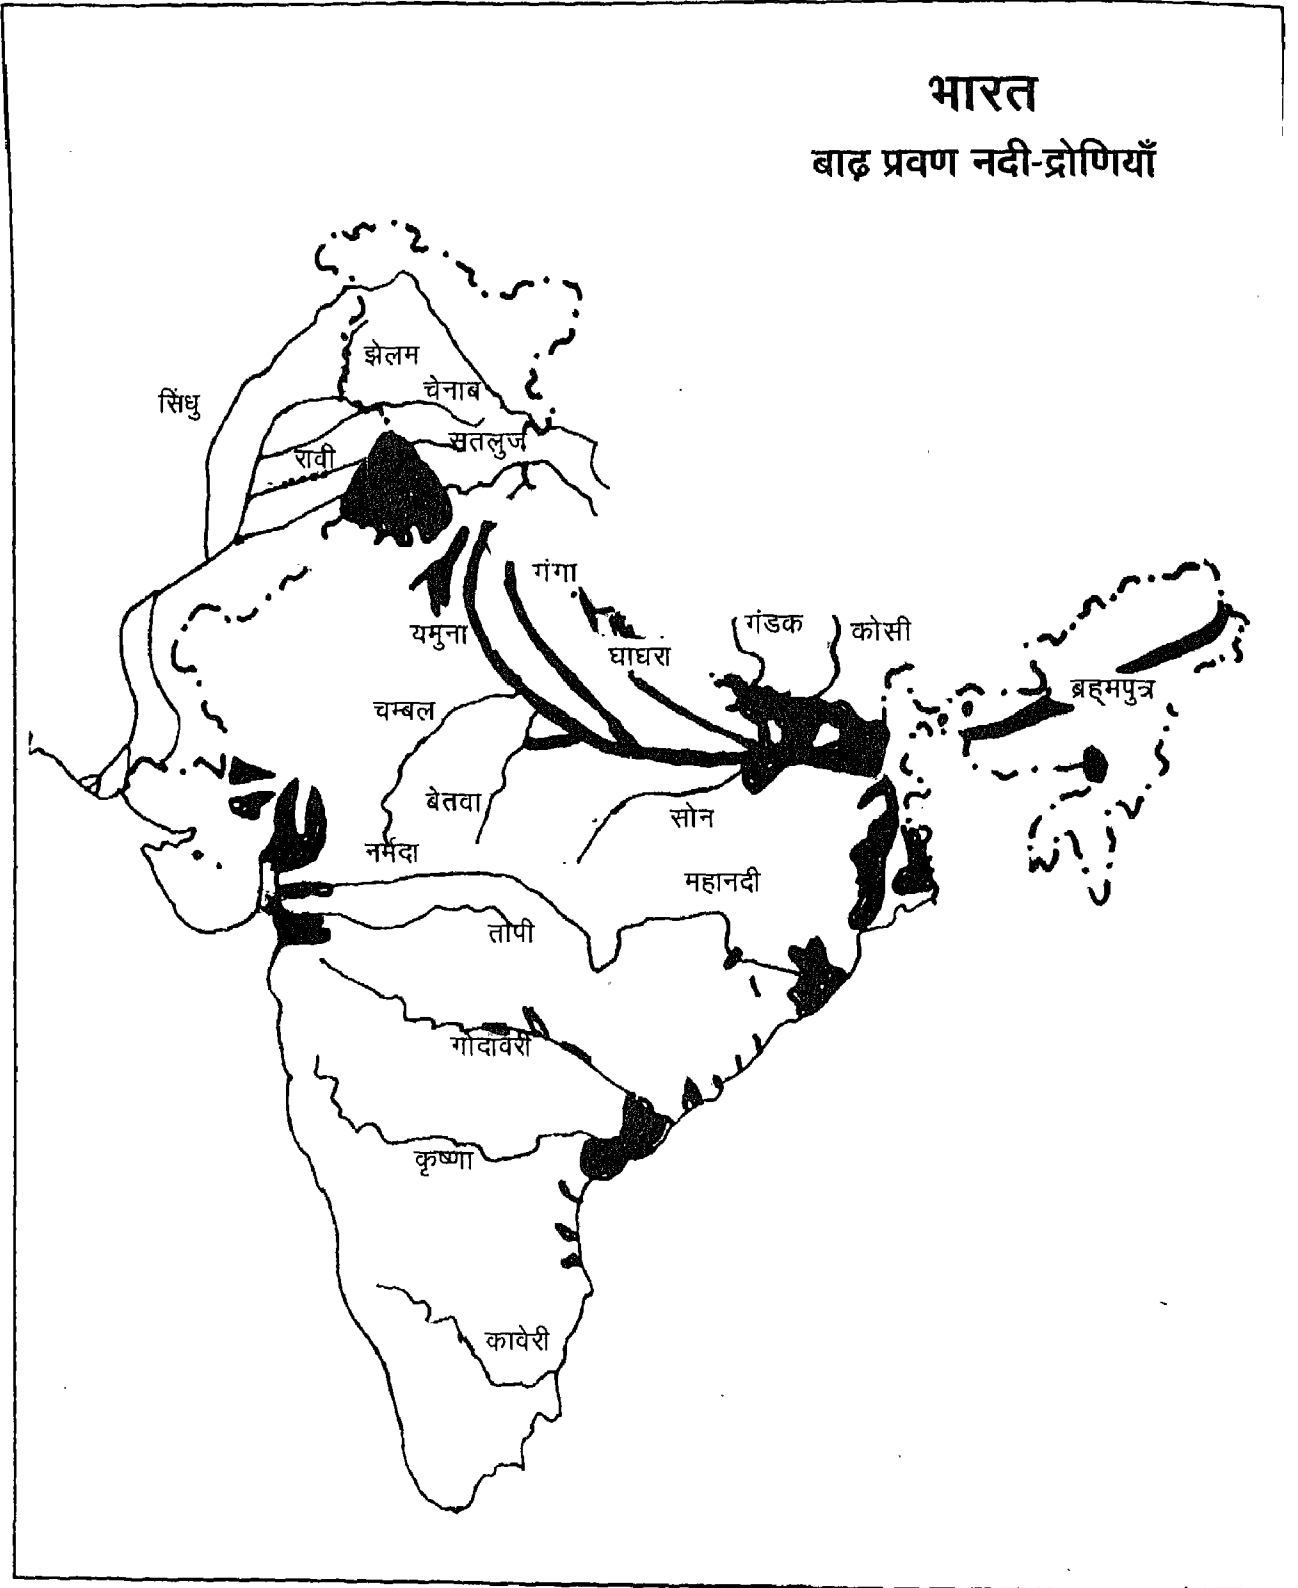 भारत
बाढ़ प्रवण नदी-द्रोणियाँ
झेलम
चेनाब
सिंधु
सतलुज
रावी
गंगा
गंडक
कोसी
यमुना
घाघरा
ब्रह्मपुत्र
चम्बल
बेतवा
सोन
नर्मदा
महानदी
तोपी
गोदावरी
कृष्णा
कावेरी